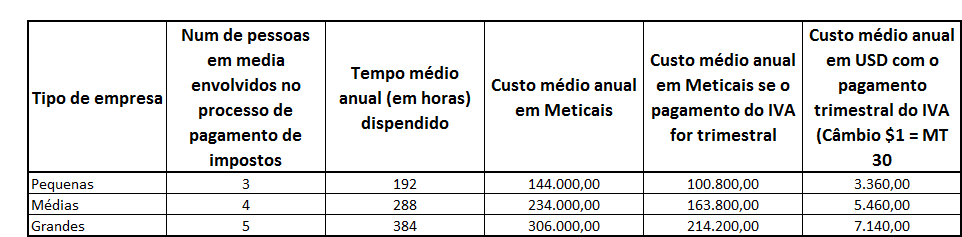 Tipo de empresa
Num de pessoas
em media
envolvidos no
processo de
pagamento de
impostos
Tempo médio
anual (em horas)
dispendido
Custo médio anual
em Meticais
Custo médio anual
em Meticais se o
pagamento do IVA
for trimestral
Custo médio anual
em USD com o
pagamento
trimestral do IVA
(Câmbio $1 = MT
30
Pequenas 3 192 144.000,00 100.800,00 3.360,00
Médias 4 288 234.000,00 163.800,00 5.460,00
Grandes 5 384 306.000,00 214.200,00 7.140,00